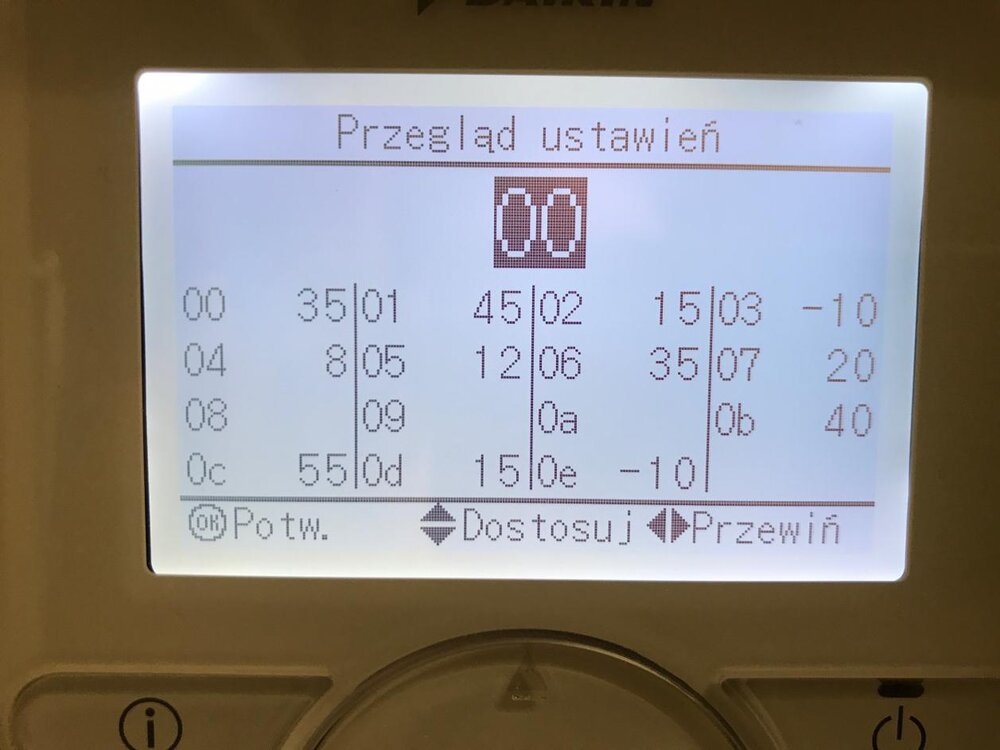 Przegląd ustawień
00
00 35 01 45 02 15 03 -10
04 8 05 12 06 35 07 20
08 09 0a 0b 40
0c 55 0d 15 0e -10
OK Potw. Dostosuj Przewiń